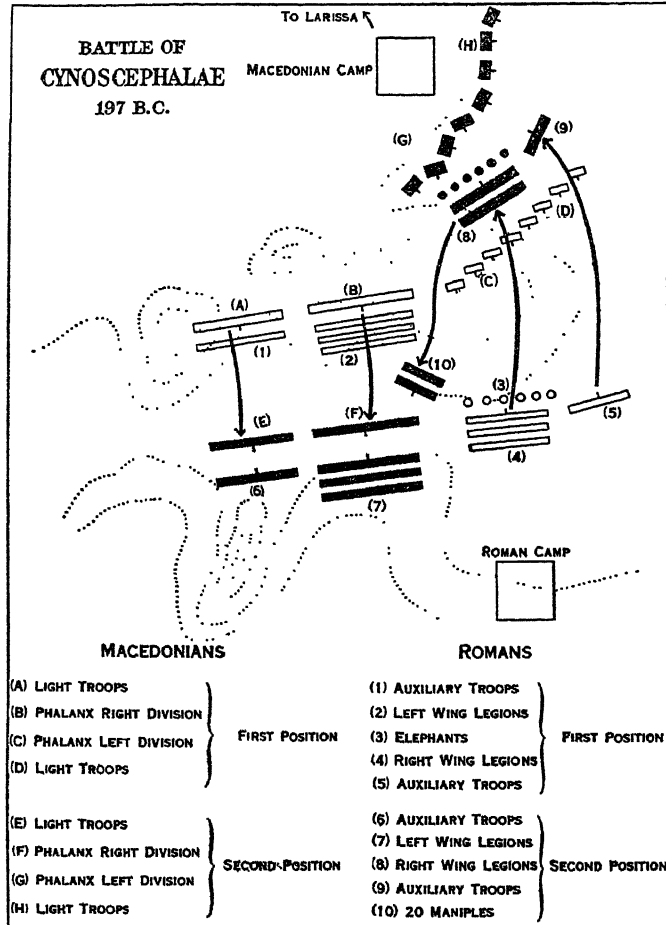 To Larissa
BATTLE OF
CYNOSCEPHALAE
197 B.C.
Macedonian Camp
(H)
(G)
(9)
(8)
(D)
(C)
(A)
(B)
(1)
(2)
(10)
(3)
(5)
(4)
(E)
(F)
(6)
(7)
Roman Camp
Macedonians
(A) Light Troops
(B) Phalanx Right Division
(C) Phalanx Left Division
(D) Light Troops
First Position
(E) Light Troops
(F) Phalanx Right Division
(G) Phalanx Left Division
(H) Light Troops
Second Position
Romans
(1) Auxiliary Troops
(2) Left Wing Legions
(3) Elephants
(4) Right Wing Legions
(5) Auxiliary Troops
First Position
(6) Auxiliary Troops
(7) Left Wing Legions
(8) Right Wing Legions
(9) Auxiliary Troops
(10) 20 Maniples
Second Position